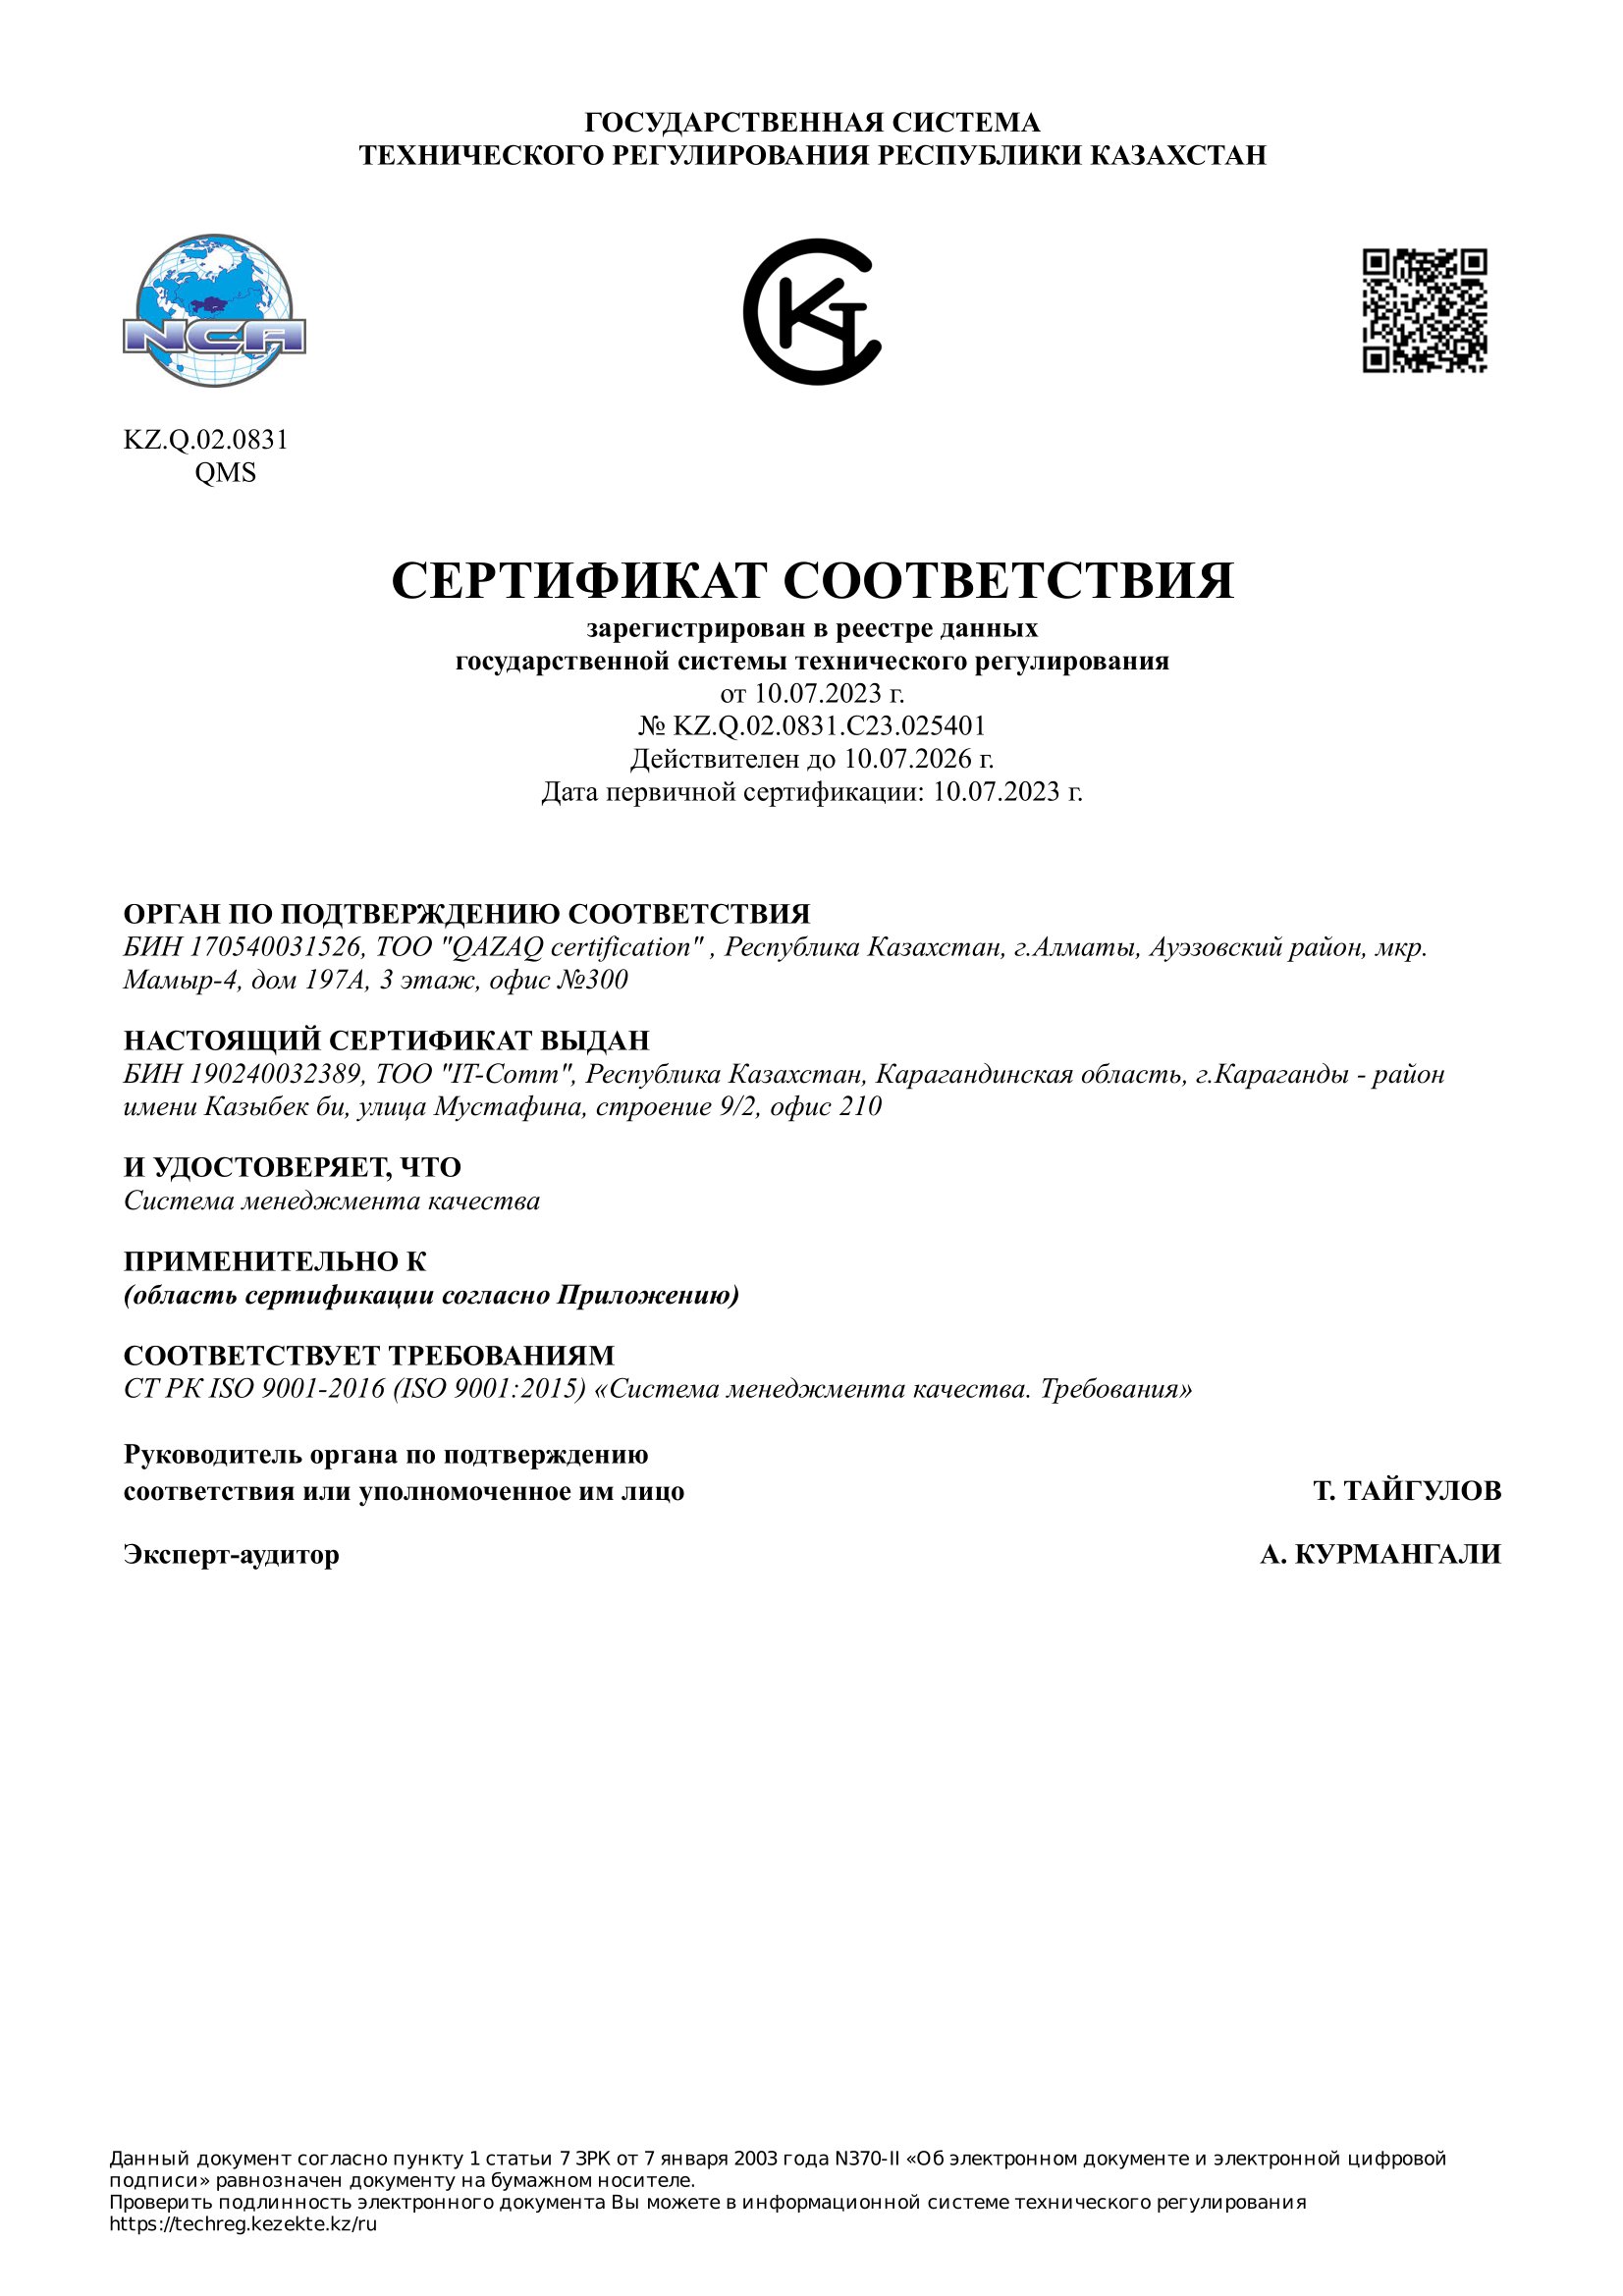 ГОСУДАРСТВЕННАЯ СИСТЕМА
ТЕХНИЧЕСКОГО РЕГУЛИРОВАНИЯ РЕСПУБЛИКИ КАЗАХСТАН
NCA
КТ
KZ.Q.02.0831
QMS
СЕРТИФИКАТ СООТВЕТСТВИЯ
зарегистрирован в реестре данных
государственной системы технического регулирования
от 10.07.2023 г.
№ KZ.Q.02.0831.C23.025401
Действителен до 10.07.2026 г.
Дата первичной сертификации: 10.07.2023 г.
ОРГАН ПО ПОДТВЕРЖДЕНИЮ СООТВЕТСТВИЯ
БИН 170540031526, ТОО "QAZAQ certification" , Республика Казахстан, г.Алматы, Ауэзовский район, мкр.
Мамыр-4, дом 197А, 3 этаж, офис №300
НАСТОЯЩИЙ СЕРТИФИКАТ ВЫДАН
БИН 190240032389, ТОО "IT-Comm", Республика Казахстан, Карагандинская область, г.Караганды - район
имени Казыбек би, улица Мустафина, строение 9/2, офис 210
И УДОСТОВЕРЯЕТ, ЧТО
Система менеджмента качества
ПРИМЕНИТЕЛЬНО К
(область сертификации согласно Приложению)
СООТВЕТСТВУЕТ ТРЕБОВАНИЯМ
СТ РК ISO 9001-2016 (ISO 9001:2015) «Система менеджмента качества. Требования»
Руководитель органа по подтверждению
соответствия или уполномоченное им лицо Т. ТАЙГУЛОВ
Эксперт-аудитор А. КУРМАНГАЛИ
Данный документ согласно пункту 1 статьи 7 ЗРК от 7 января 2003 года N370-II «Об электронном документе и электронной цифровой
подписи» равнозначен документу на бумажном носителе.
Проверить подлинность электронного документа Вы можете в информационной системе технического регулирования
https://techreg.kezekte.kz/ru